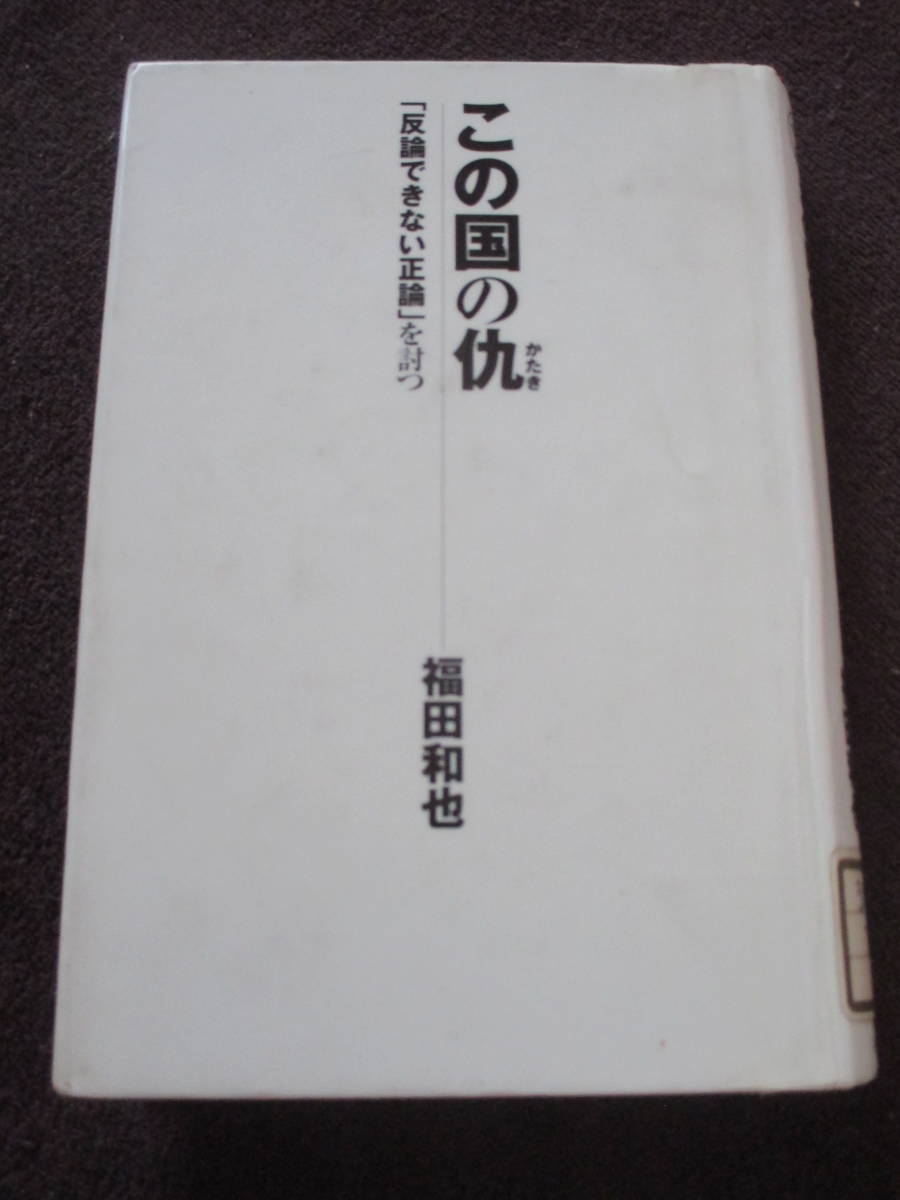 この国の仇
かたき
「反論できない正論」を討つ
福田和也